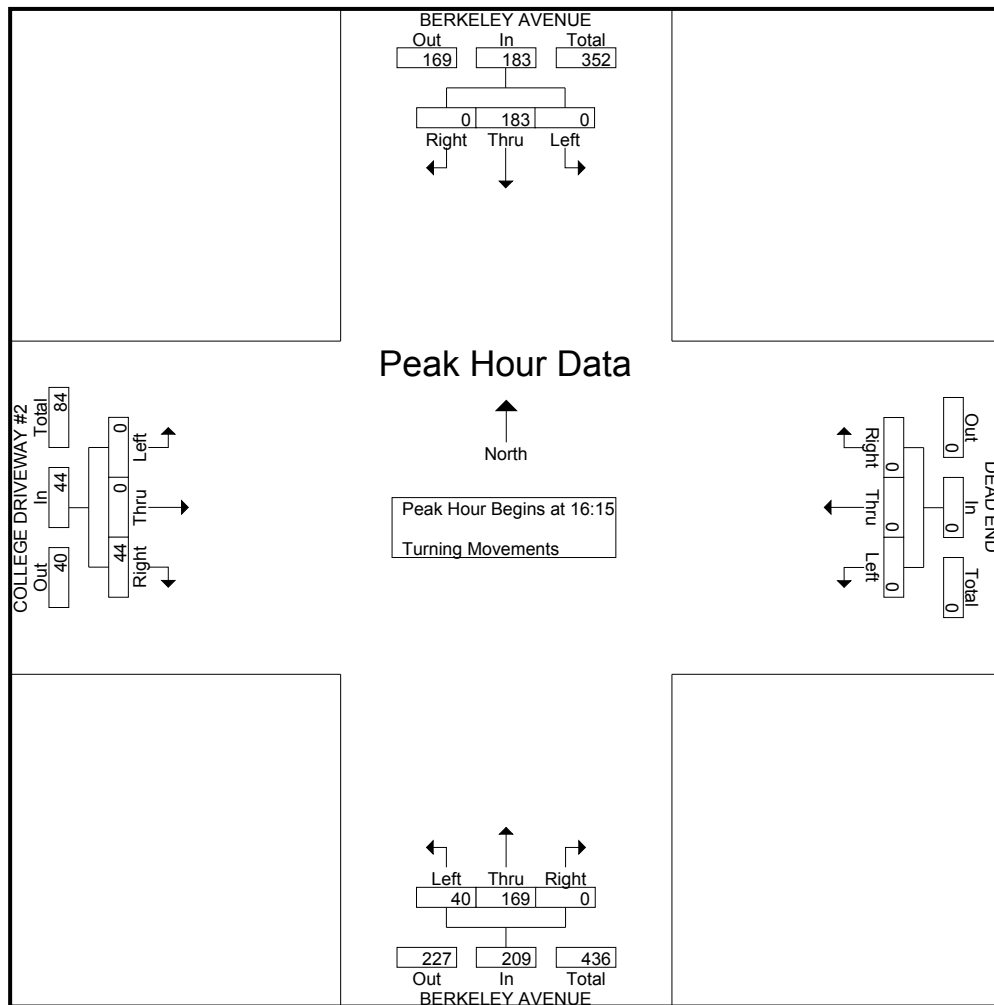 BERKELEY AVENUE
Out In Total
169 183 352
0 183 0
Right Thru Left
Peak Hour Data
North
Peak Hour Begins at 16:15
Turning Movements
COLLEGE DRIVEWAY #2
Out In Total
40 44 84
44 0 0
Right Thru Left
DEAD END
Out In Total
0 0 0
0 0 0
Right Thru Left
Left Thru Right
40 169 0
227 209 436
Out In Total
BERKELEY AVENUE